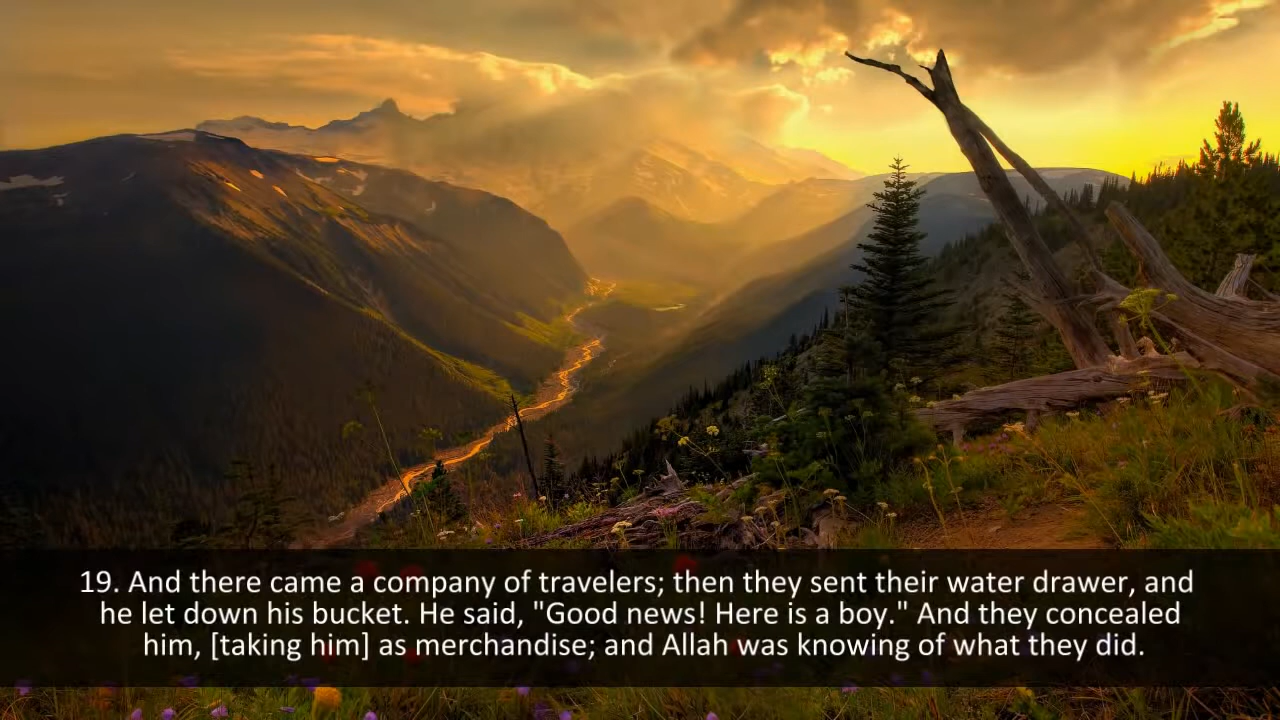 19. And there came a company of travelers; then they sent their water drawer, and
he let down his bucket. He said, "Good news! Here is a boy." And they concealed
him, [taking him] as merchandise; and Allah was knowing of what they did.